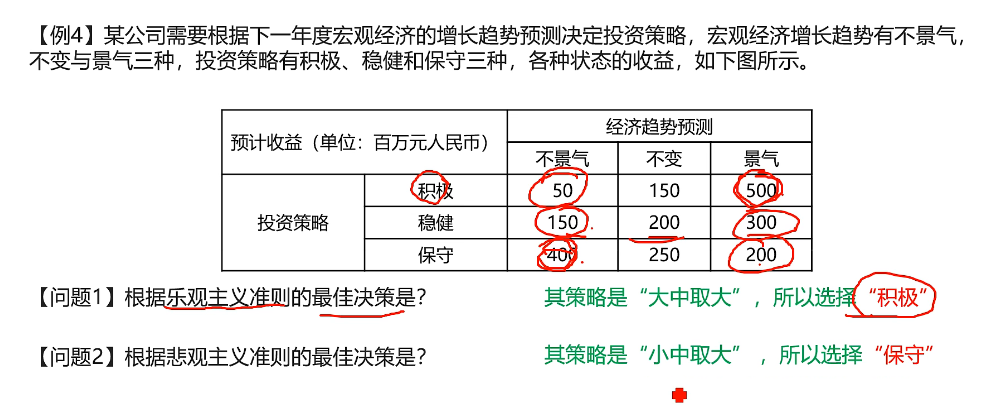 【例4】某公司需要根据下一年度宏观经济的增长趋势预测决定投资策略，宏观经济增长趋势有不景气，
不变与景气三种，投资策略有积极、稳健和保守三种，各种状态的收益，如下图所示。
预计收益（单位：百万元人民币） 经济趋势预测
不景气 不变 景气
投资策略 积极 50 150 500
稳健 150 200 300
保守 400 250 200
【问题1】根据乐观主义准则的最佳决策是？ 其策略是“大中取大”，所以选择“积极”
【问题2】根据悲观主义准则的最佳决策是？ 其策略是“小中取大”，所以选择“保守”